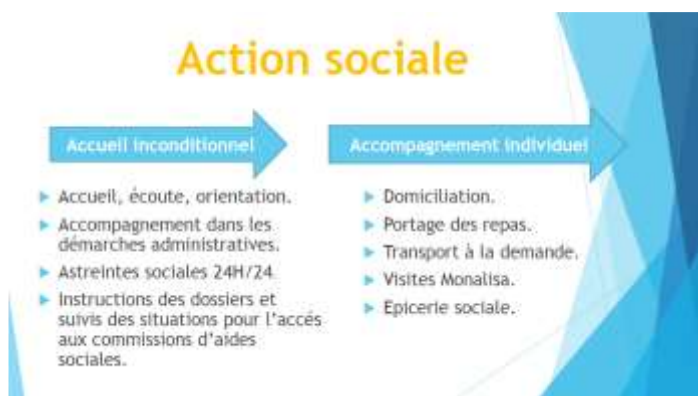 Action sociale
Accueil inconditionnel
Accueil, écoute, orientation.
Accompagnement dans les
démarches administratives.
Astreintes sociales 24H/24
Instructions des dossiers et
suivis des situations pour l'accés
aux commissions d'aides
sociales.
Accompagnement individuel
Domiciliation.
Portage des repas.
Transport à la demande.
Visites Monalisa.
Epicerie sociale.